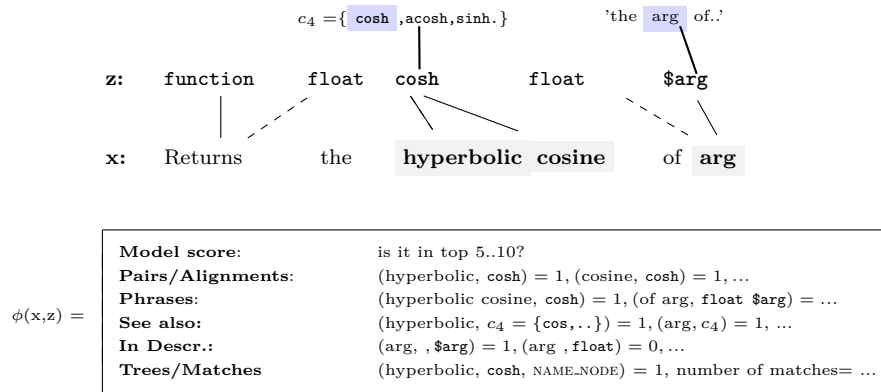 c4 ={ cosh ,acosh,sinh.} 'the arg of..'
z: function float cosh float $arg
x: Returns the hyperbolic cosine of arg
ϕ(x,z) =
Model score: is it in top 5..10?
Pairs/Alignments: (hyperbolic, cosh) = 1, (cosine, cosh) = 1, ...
Phrases: (hyperbolic cosine, cosh) = 1, (of arg, float $arg) = ...
See also: (hyperbolic, c4 = {cos,..}) = 1, (arg, c4) = 1, ...
In Descr.: (arg, , $arg) = 1, (arg , float) = 0, ...
Trees/Matches (hyperbolic, cosh, NAME_NODE) = 1, number of matches= ...